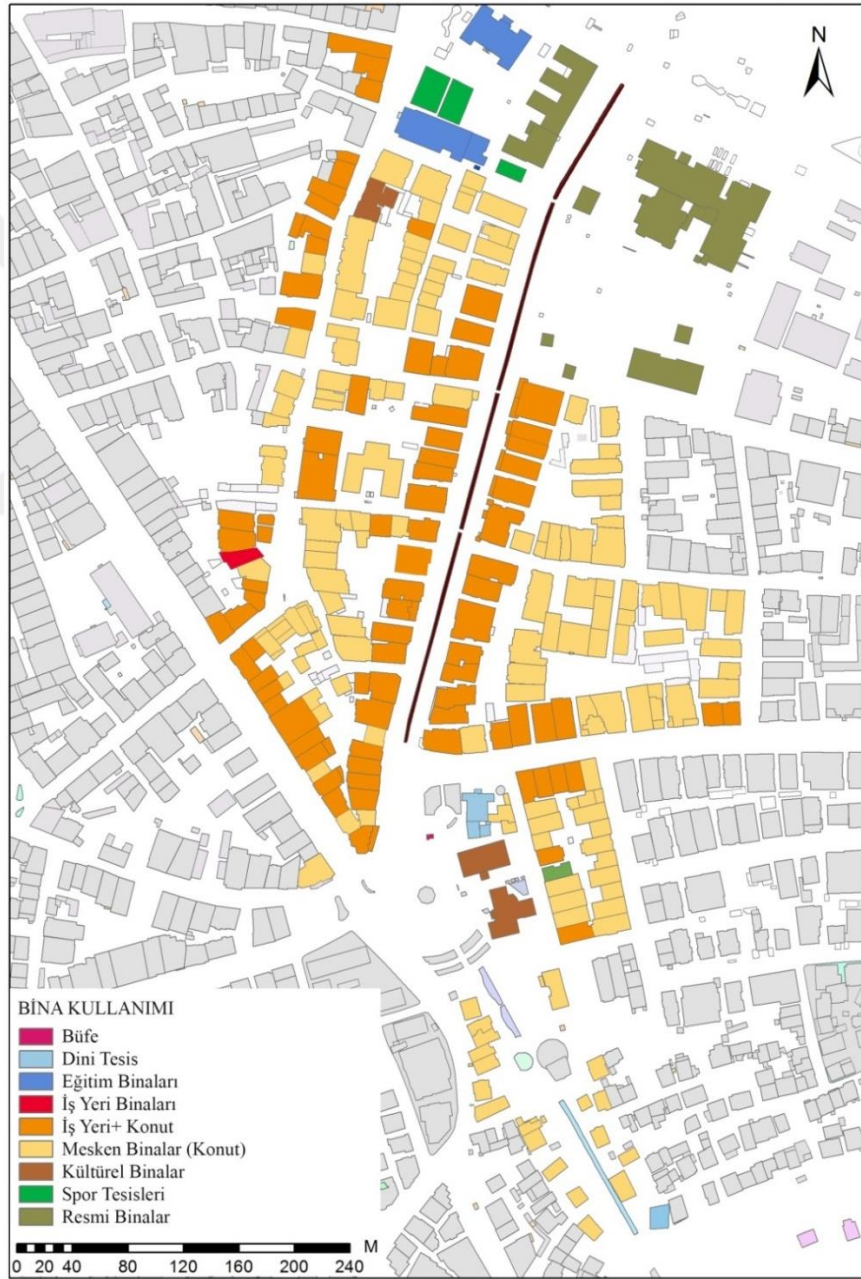 N
BİNA KULLANIMI
Büfe
Dini Tesis
Eğitim Binaları
İş Yeri Binaları
İş Yeri+ Konut
Mesken Binalar (Konut)
Kültürel Binalar
Spor Tesisleri
Resmi Binalar
M
0 20 40 80 120 160 200 240